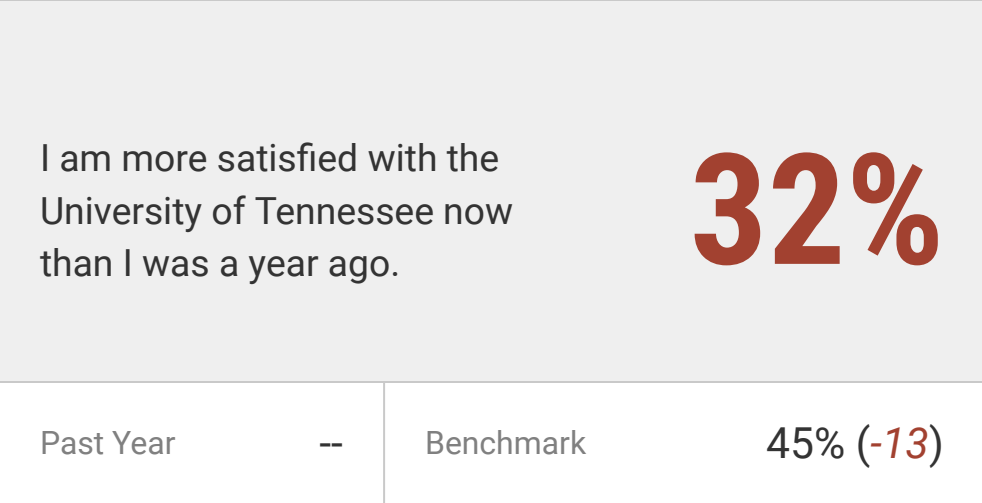 I am more satisfied with the
University of Tennessee now
than I was a year ago.
32%
Past Year --
Benchmark 45% (-13)